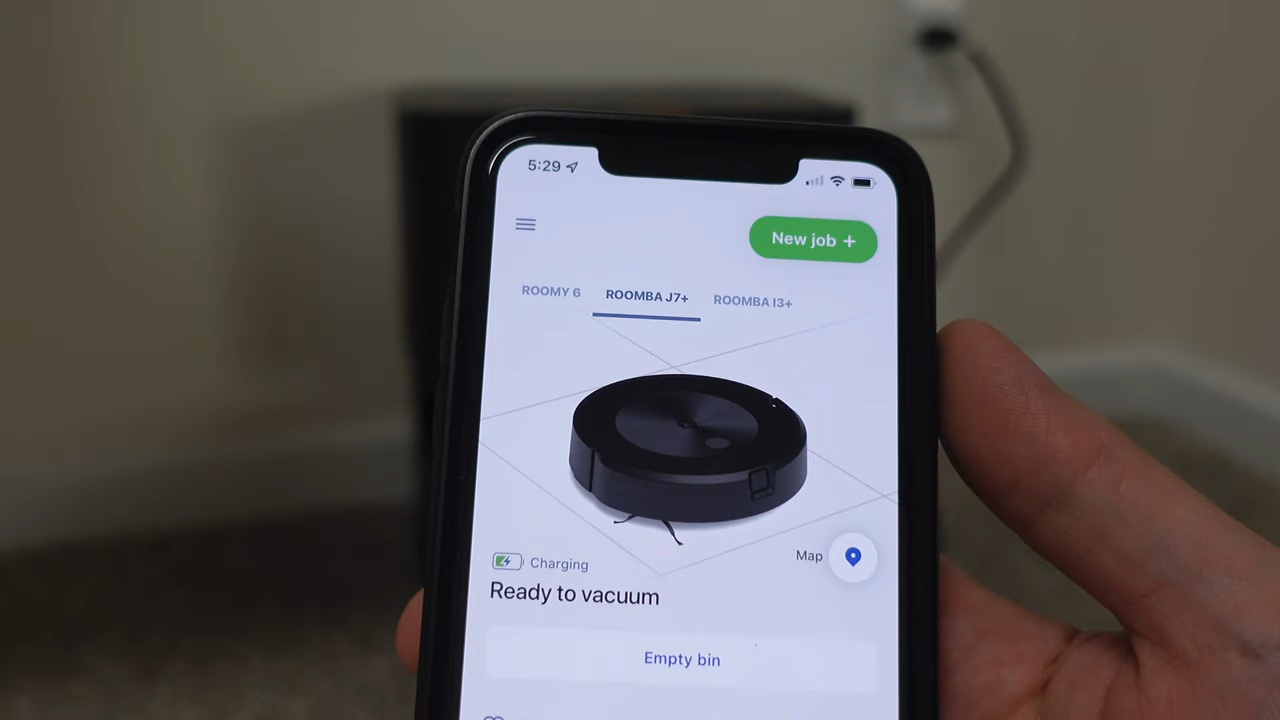 5:29
New job +
ROOMY 6 ROOMBA J7+ ROOMBA I3+
Map
Charging
Ready to vacuum
Empty bin